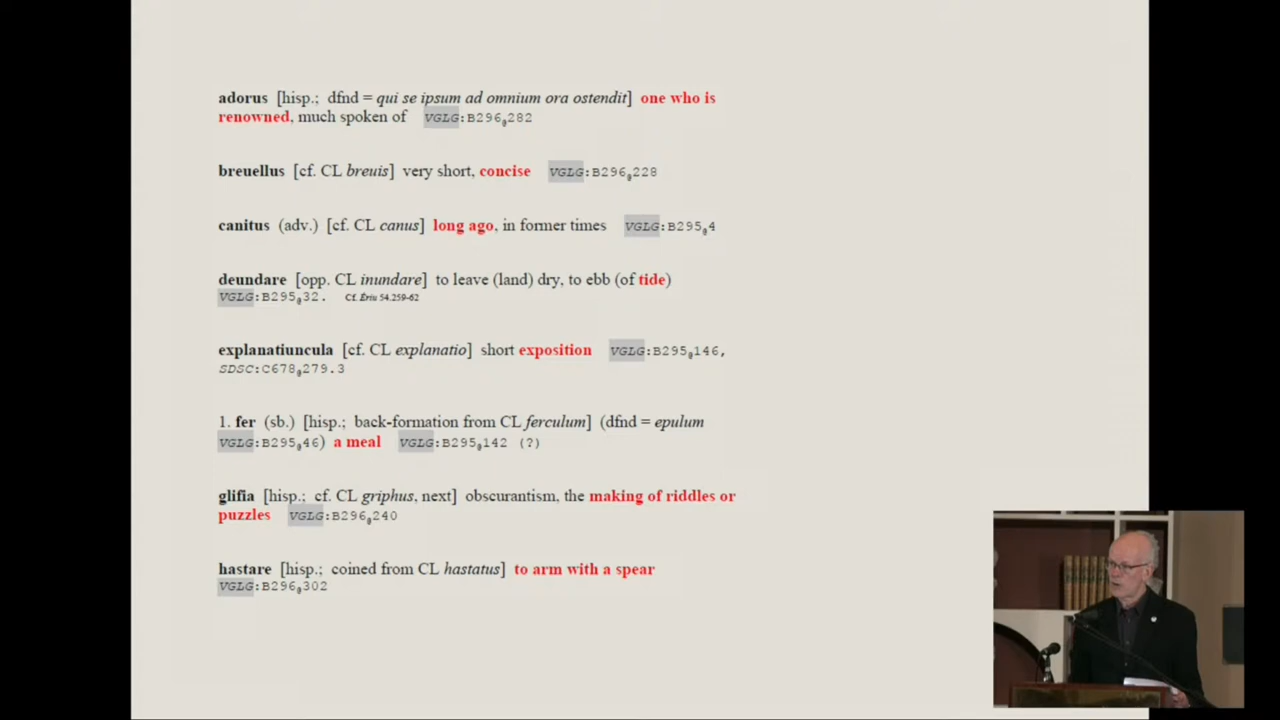 adorus [hisp.; dfnd = qui se ipsum ad omnium ora ostendit] one who is
renowned, much spoken of VGLG:B296,282
breuellus [cf. CL breuis] very short, concise VGLG:B296,228
canitus (adv.) [cf. CL canus] long ago, in former times VGLG:B295,4
deundare [opp. CL inundare] to leave (land) dry, to ebb (of tide)
VGLG:B295,32. Cf. Ériu 54.259-62
explanatiuncula [cf. CL explanatio] short exposition VGLG:B295,146,
SDSC:C678,279.3
1. fer (sb.) [hisp.; back-formation from CL ferculum] (dfnd = epulum
VGLG:B295,46) a meal VGLG:B295,142 (?)
glifia [hisp.; cf. CL griphus, next] obscurantism, the making of riddles or
puzzles VGLG:B296,240
hastare [hisp.; coined from CL hastatus] to arm with a spear
VGLG:B296,302